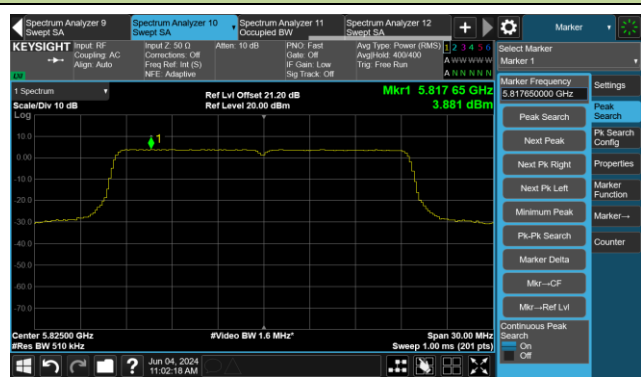 Spectrum Analyzer 9
Swept SA
Spectrum Analyzer 10
Swept SA
Spectrum Analyzer 11
Occupied BW
Spectrum Analyzer 12
Swept SA
+
Marker
KEYSIGHT
Input: RF
Coupling: AC
Align: Auto
Input Z: 50 Ω
Corrections: Off
Freq Ref: Int (S)
NFE: Adaptive
Atten: 10 dB
PNO: Fast
Gate: Off
IF Gain: Low
Sig Track: Off
Avg Type: Power (RMS)
Avg|Hold: 400/400
Trig: Free Run
1 2 3 4 5 6
A W W W W W
A N N N N N
LXI
Select Marker
Marker 1
1 Spectrum
Scale/Div 10 dB
Log
Ref Lvl Offset 21.20 dB
Ref Level 20.00 dBm
Mkr1 5.817 65 GHz
3.881 dBm
1
10.0
0.00
-10.0
-20.0
-30.0
-40.0
-50.0
-60.0
-70.0
Center 5.82500 GHz
#Res BW 510 kHz
#Video BW 1.6 MHz*
Span 30.00 MHz
Sweep 1.00 ms (201 pts)
Marker Frequency
5.817650000 GHz
Peak Search
Next Peak
Next Pk Right
Next Pk Left
Minimum Peak
Pk-Pk Search
Marker Delta
Mkr→CF
Mkr→Ref Lvl
Continuous Peak
Search
On
Off
Settings
Peak
Search
Pk Search
Config
Properties
Marker
Function
Marker→
Counter
?
Jun 04, 2024
11:02:18 AM